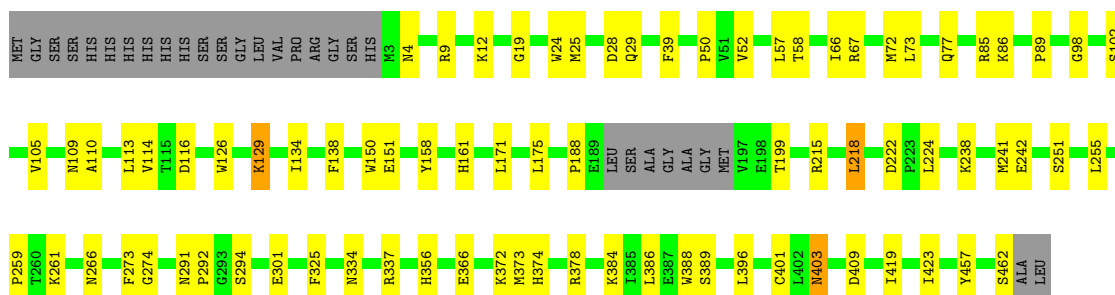 MET GLY SER SER HIS HIS HIS HIS HIS HIS SER SER GLY LEU VAL PRO ARG GLY SER HIS M3 N4 R9 K12 G19 W24 M25 D28 Q29 F39 P50 V51 V52 L57 T58 I66 R67 M72 L73 Q77 R85 K86 P89 G98 S102
V105 N109 A110 L113 V114 T115 D116 W126 K129 I134 F138 W150 E151 Y158 H161 L171 L175 P188 E189 LEU SER ALA GLY ALA GLY MET V197 E198 T199 R215 L218 D222 P223 L224 K238 M241 E242 S251 L255
P259 T260 K261 N266 F273 G274 N291 P292 G293 S294 E301 F325 N334 R337 H356 E366 K372 M373 H374 R378 K384 I385 L386 E387 W388 S389 L396 C401 L402 N403 D409 I419 I423 Y457 S462 ALA LEU